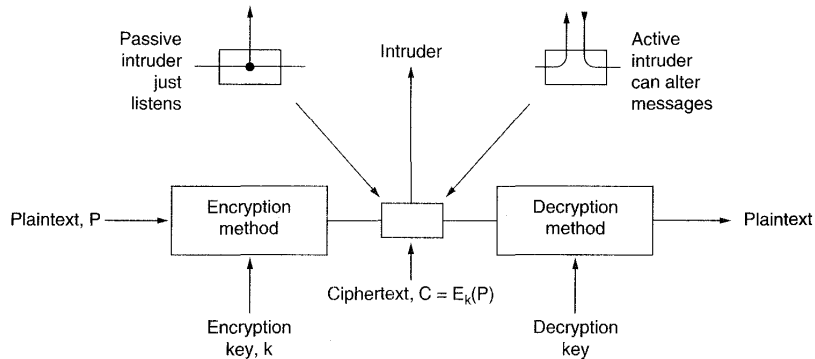 Passive
intruder
just
listens
Intruder
Active
intruder
can alter
messages
Plaintext, P
Encryption
method
Decryption
method
Plaintext
Ciphertext, C = Eₖ(P)
Encryption
key, k
Decryption
key